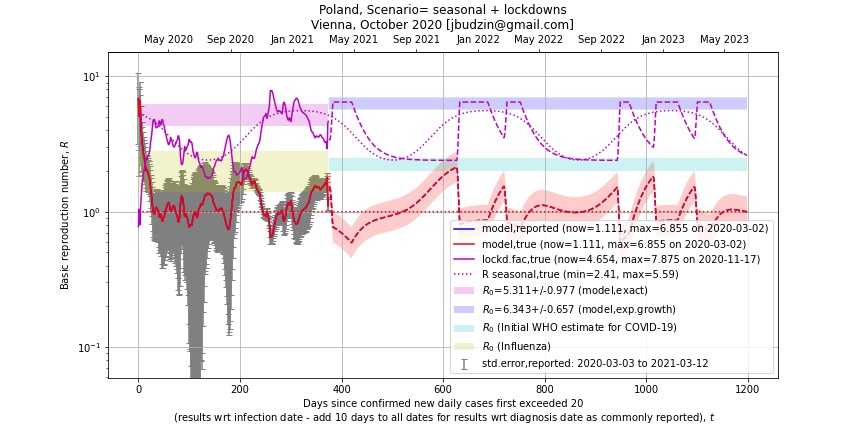 Poland, Scenario= seasonal + lockdowns
Vienna, October 2020 [jbudzin@gmail.com]
May 2020 Sep 2020 Jan 2021 May 2021 Sep 2021 Jan 2022 May 2022 Sep 2022 Jan 2023 May 2023
Basic reproduction number, R
10¹
10⁰
10⁻¹
model,reported (now=1.111, max=6.855 on 2020-03-02)
model,true (now=1.111, max=6.855 on 2020-03-02)
lockd.fac,true (now=4.654, max=7.875 on 2020-11-17)
R seasonal,true (min=2.41, max=5.59)
R₀=5.311+/-0.977 (model,exact)
R₀=6.343+/-0.657 (model,exp.growth)
R₀ (Initial WHO estimate for COVID-19)
R₀ (Influenza)
std.error,reported: 2020-03-03 to 2021-03-12
0 200 400 600 800 1000 1200
Days since confirmed new daily cases first exceeded 20
(results wrt infection date - add 10 days to all dates for results wrt diagnosis date as commonly reported), t